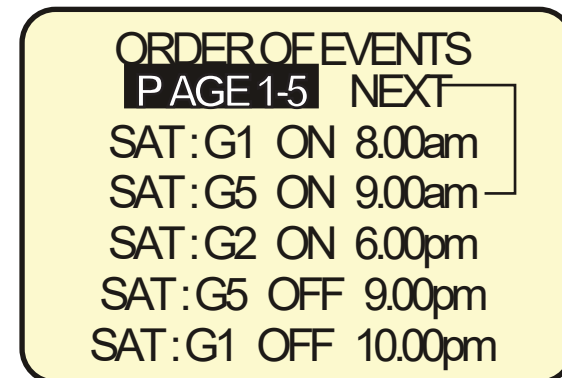 ORDER OF EVENTS
PAGE 1-5 NEXT
SAT: G1 ON 8.00am
SAT: G5 ON 9.00am
SAT: G2 ON 6.00pm
SAT: G5 OFF 9.00pm
SAT: G1 OFF 10.00pm